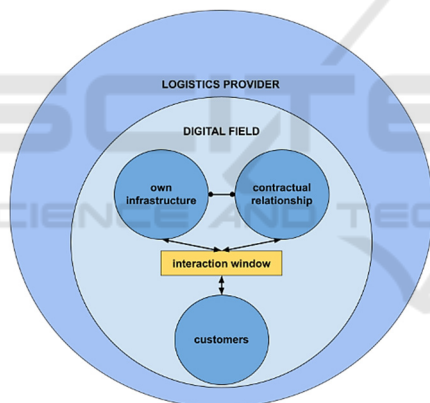 LOGISTICS PROVIDER
DIGITAL FIELD
own
infrastructure
contractual
relationship
interaction window
customers